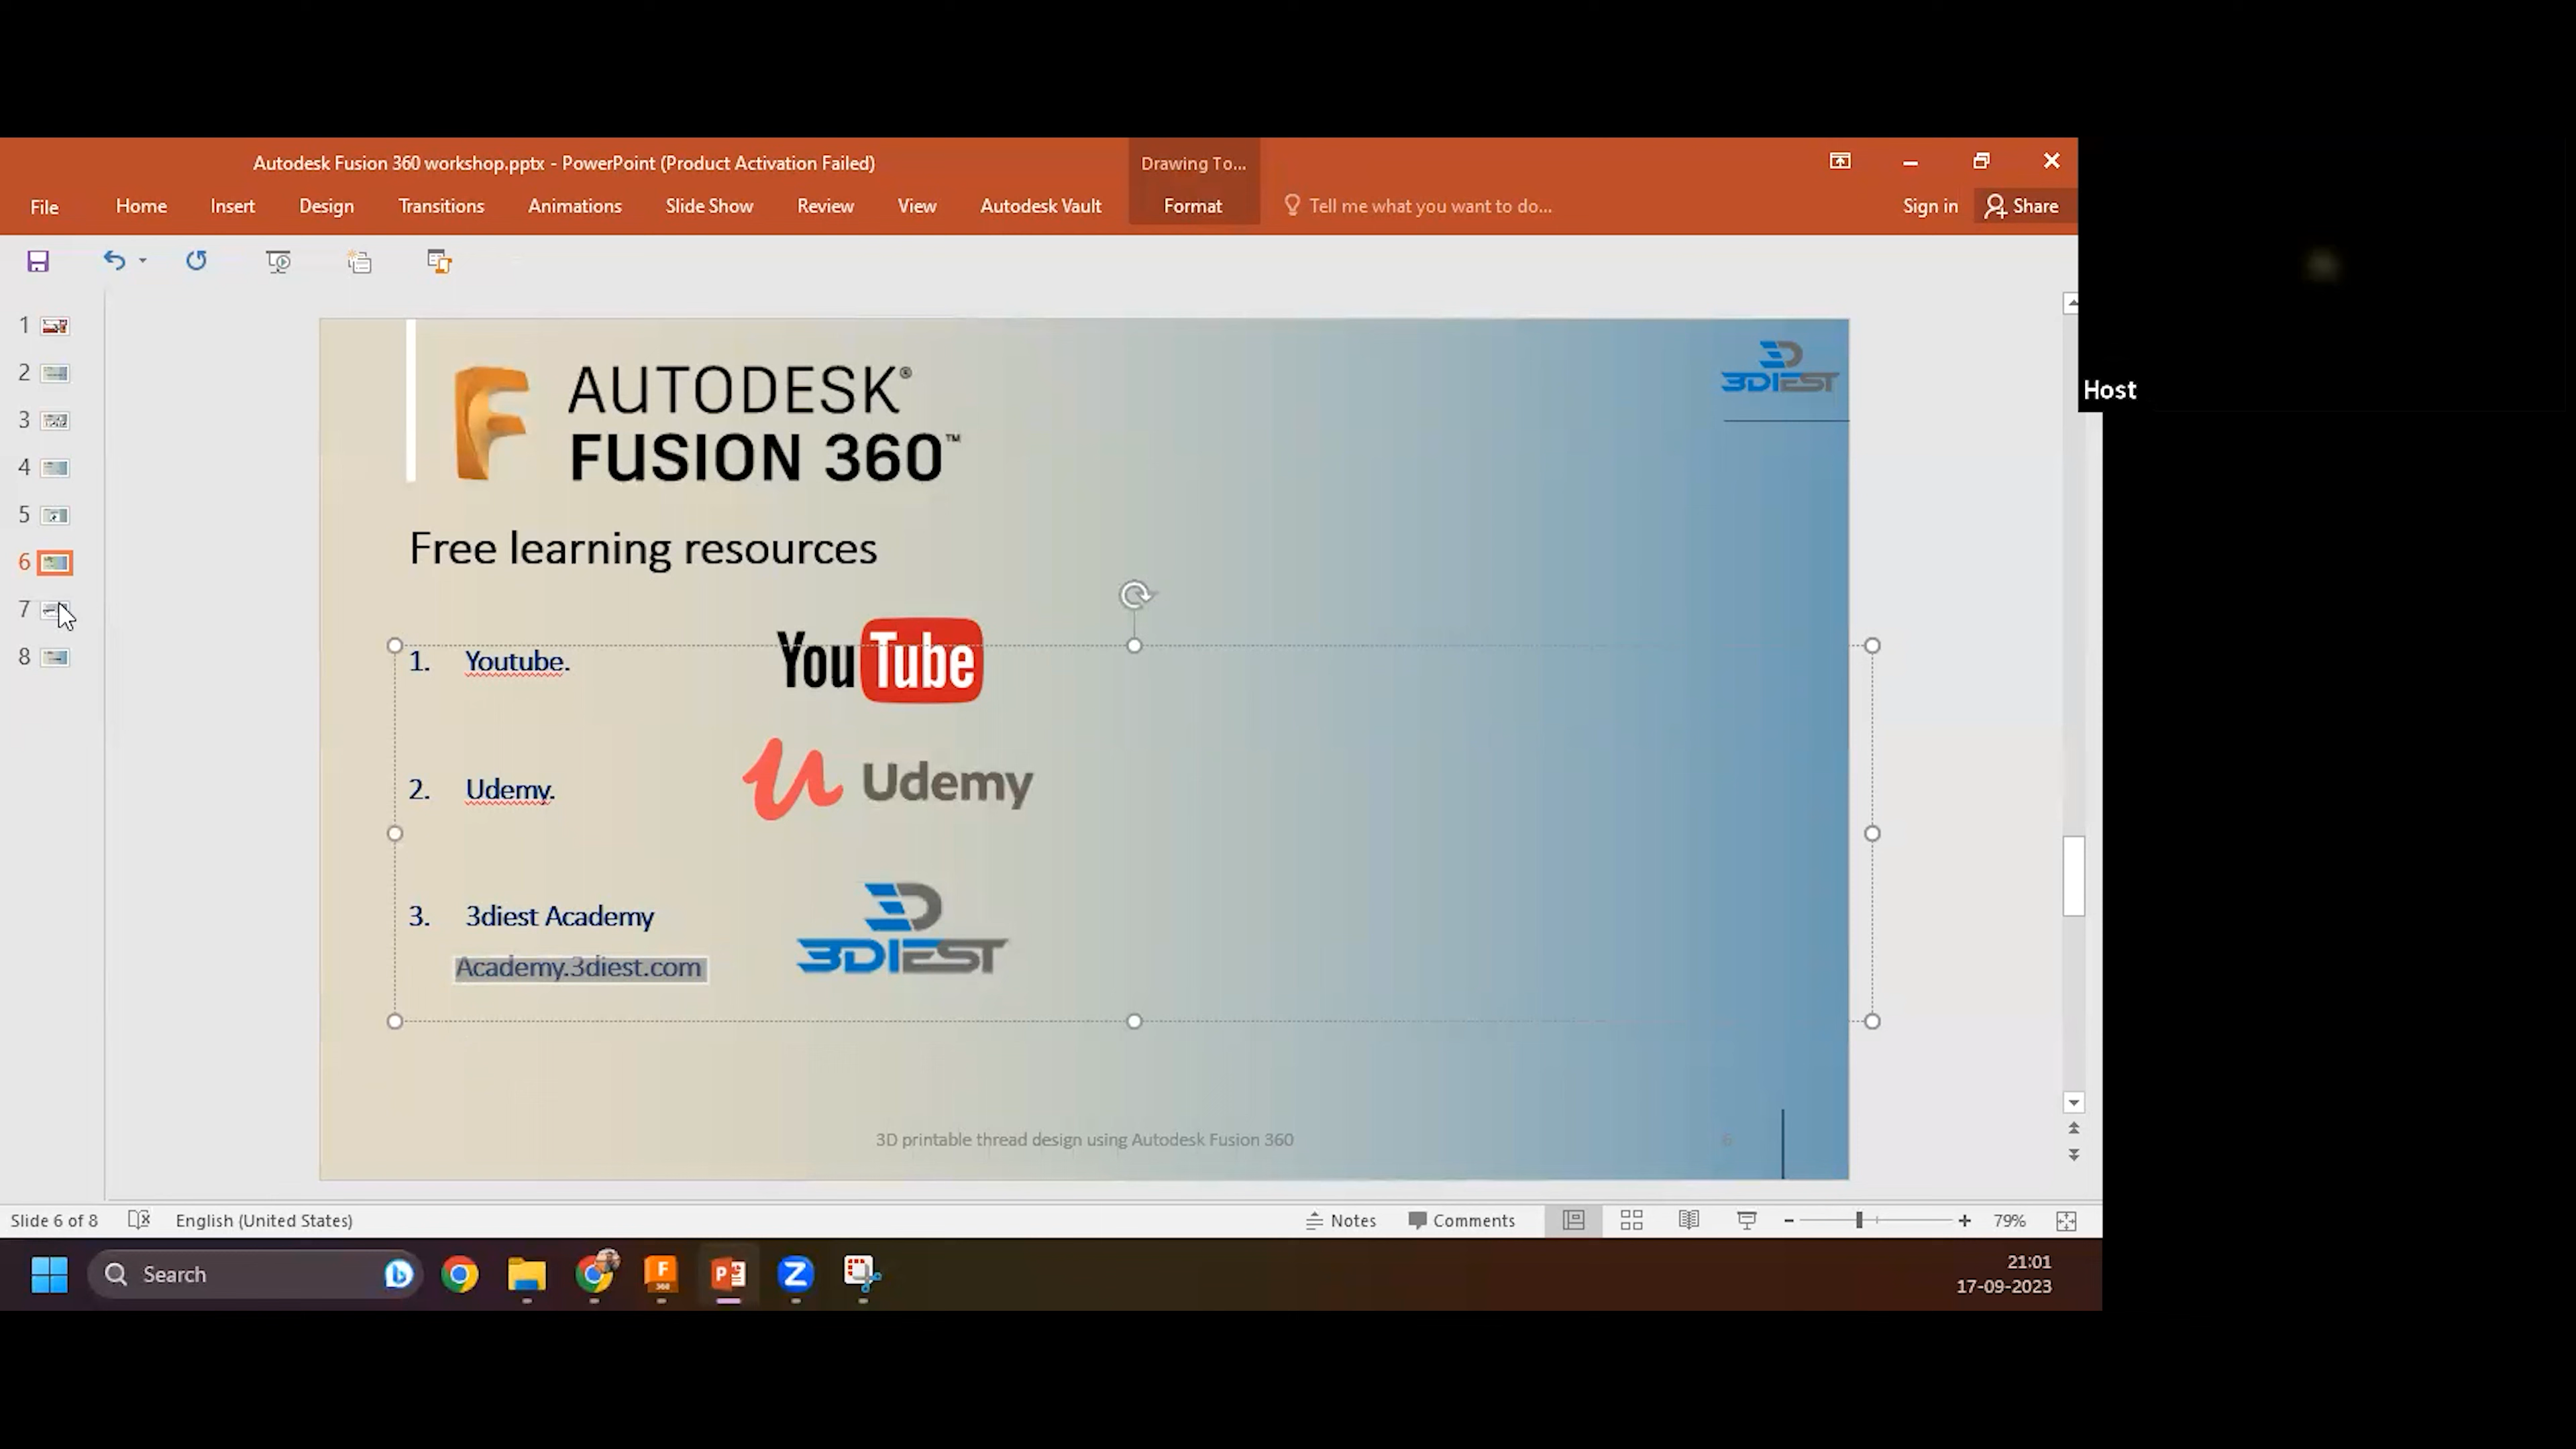 Autodesk Fusion 360 workshop.pptx - PowerPoint (Product Activation Failed)
Drawing To...
File Home Insert Design Transitions Animations Slide Show Review View Autodesk Vault Format Tell me what you want to do... Sign in Share
1
2
3
4
5
6
7
8
AUTODESK®
FUSION 360™
3DIEST
Host
Free learning resources
1. Youtube.
YouTube
2. Udemy.
Udemy
3. 3diest Academy
Academy.3diest.com
3DIEST
3D printable thread design using Autodesk Fusion 360
6
Slide 6 of 8 English (United States) Notes Comments 79%
Search
21:01
17-09-2023